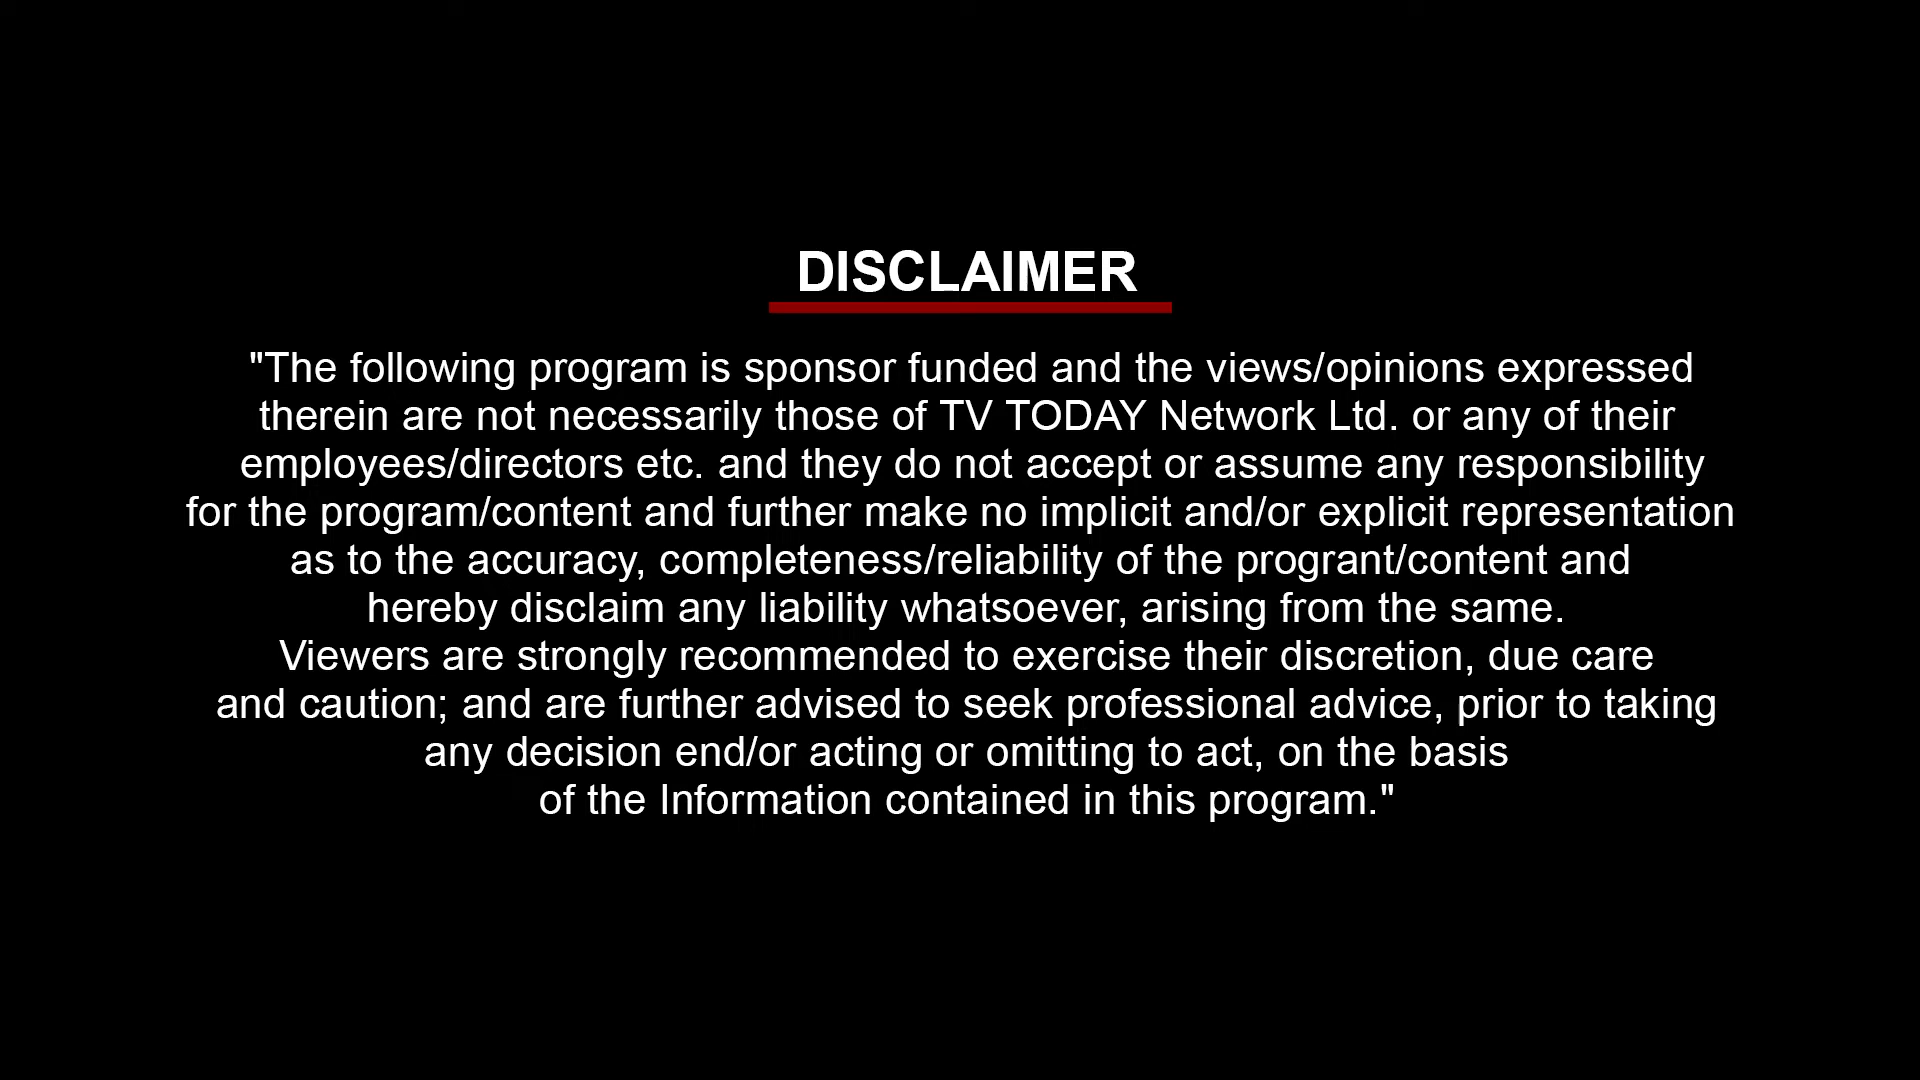 DISCLAIMER
"The following program is sponsor funded and the views/opinions expressed
therein are not necessarily those of TV TODAY Network Ltd. or any of their
employees/directors etc. and they do not accept or assume any responsibility
for the program/content and further make no implicit and/or explicit representation
as to the accuracy, completeness/reliability of the progrant/content and
hereby disclaim any liability whatsoever, arising from the same.
Viewers are strongly recommended to exercise their discretion, due care
and caution; and are further advised to seek professional advice, prior to taking
any decision end/or acting or omitting to act, on the basis
of the Information contained in this program."